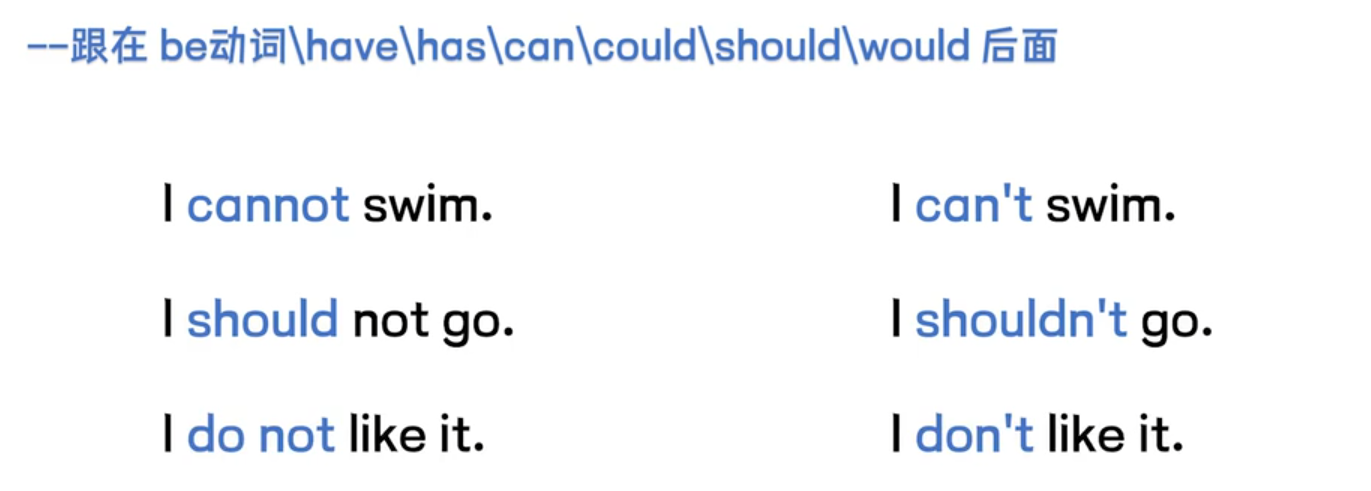 --跟在 be动词\have\has\can\could\should\would 后面
I cannot swim. I can't swim.
I should not go. I shouldn't go.
I do not like it. I don't like it.